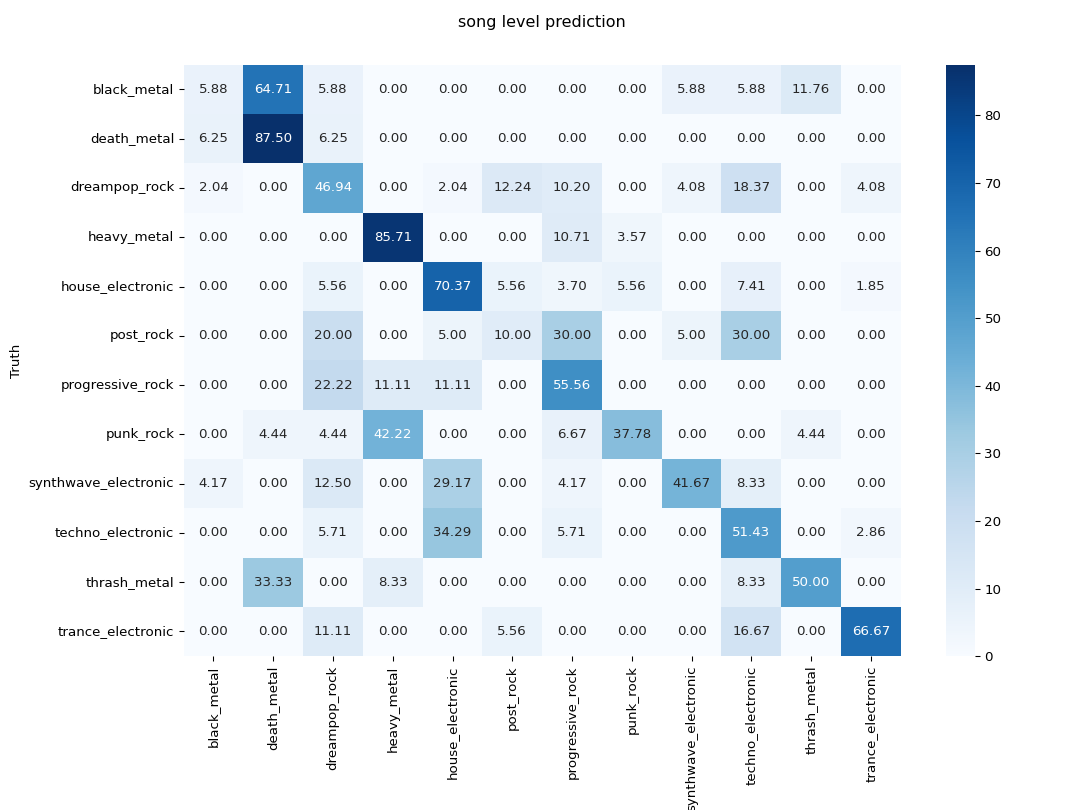 song level prediction
Truth
black_metal 5.88 64.71 5.88 0.00 0.00 0.00 0.00 0.00 5.88 5.88 11.76 0.00
death_metal 6.25 87.50 6.25 0.00 0.00 0.00 0.00 0.00 0.00 0.00 0.00 0.00
dreampop_rock 2.04 0.00 46.94 0.00 2.04 12.24 10.20 0.00 4.08 18.37 0.00 4.08
heavy_metal 0.00 0.00 0.00 85.71 0.00 0.00 10.71 3.57 0.00 0.00 0.00 0.00
house_electronic 0.00 0.00 5.56 0.00 70.37 5.56 3.70 5.56 0.00 7.41 0.00 1.85
post_rock 0.00 0.00 20.00 0.00 5.00 10.00 30.00 0.00 5.00 30.00 0.00 0.00
progressive_rock 0.00 0.00 22.22 11.11 11.11 0.00 55.56 0.00 0.00 0.00 0.00 0.00
punk_rock 0.00 4.44 4.44 42.22 0.00 0.00 6.67 37.78 0.00 0.00 4.44 0.00
synthwave_electronic 4.17 0.00 12.50 0.00 29.17 0.00 4.17 0.00 41.67 8.33 0.00 0.00
techno_electronic 0.00 0.00 5.71 0.00 34.29 0.00 5.71 0.00 0.00 51.43 0.00 2.86
thrash_metal 0.00 33.33 0.00 8.33 0.00 0.00 0.00 0.00 0.00 8.33 50.00 0.00
trance_electronic 0.00 0.00 11.11 0.00 0.00 5.56 0.00 0.00 0.00 16.67 0.00 66.67
black_metal
death_metal
dreampop_rock
heavy_metal
house_electronic
post_rock
progressive_rock
punk_rock
synthwave_electronic
techno_electronic
thrash_metal
trance_electronic
80
70
60
50
40
30
20
10
0